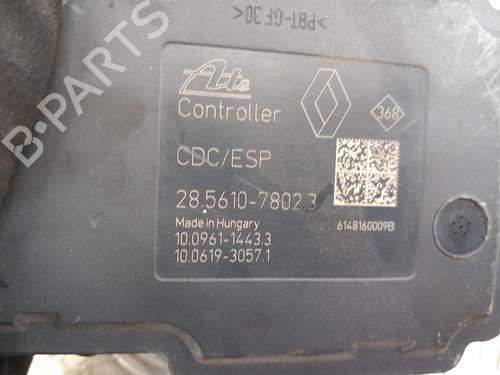 >PBT-GF30<
Ate
Controller
368
CDC/ESP
28.5610-7802.3
Made in Hungary
6148160009B
10.0961-1443.3
10.0619-3057.1
B-PARTS